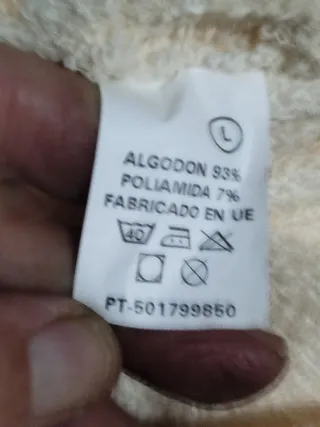 L
ALGODON 93%
POLIAMIDA 7%
FABRICADO EN UE
40
PT-501799850